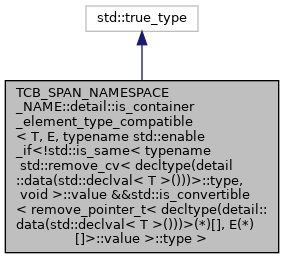 std::true_type
TCB_SPAN_NAMESPACE
_NAME::detail::is_container
_element_type_compatible
< T, E, typename std::enable
_if<!std::is_same< typename
std::remove_cv< decltype(detail
::data(std::declval< T >()))>::type,
void >::value &&std::is_convertible
< remove_pointer_t< decltype(detail::
data(std::declval< T >()))>(*)[], E(*)
[]>::value >::type >